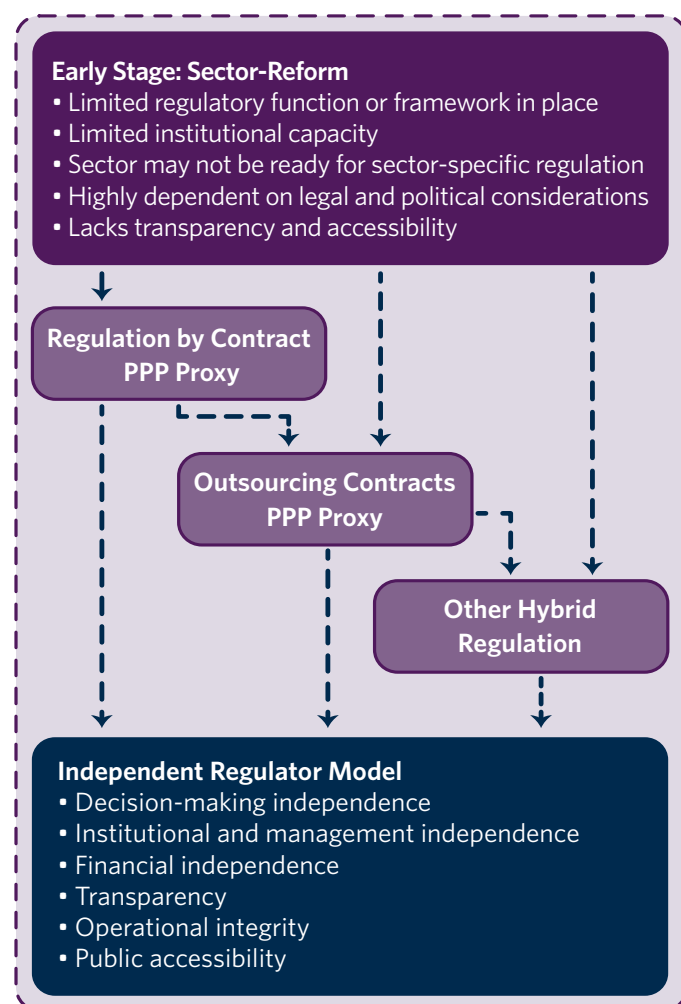 Early Stage: Sector-Reform
• Limited regulatory function or framework in place
• Limited institutional capacity
• Sector may not be ready for sector-specific regulation
• Highly dependent on legal and political considerations
• Lacks transparency and accessibility
Regulation by Contract
PPP Proxy
Outsourcing Contracts
PPP Proxy
Other Hybrid
Regulation
Independent Regulator Model
• Decision-making independence
• Institutional and management independence
• Financial independence
• Transparency
• Operational integrity
• Public accessibility